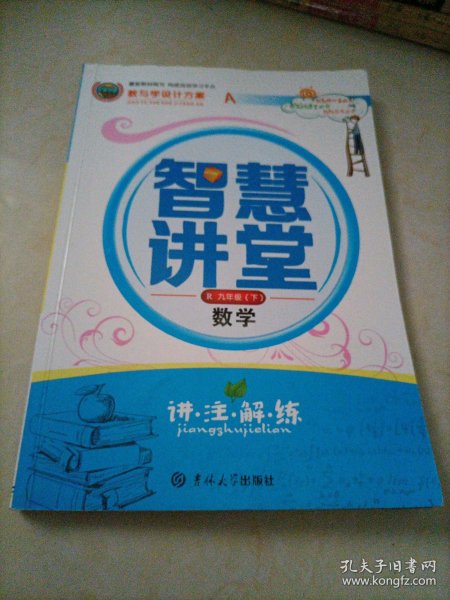 教与学设计方案
A
智慧
讲堂
R 九年级(下)
数学
讲·注·解·练
jiangzhujielian
吉林大学出版社
孔夫子旧书网
www.kongfz.com